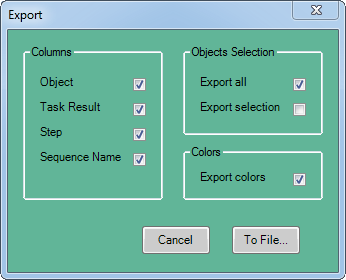 Export
Columns
Object
Task Result
Step
Sequence Name
Objects Selection
Export all
Export selection
Colors
Export colors
Cancel
To File...